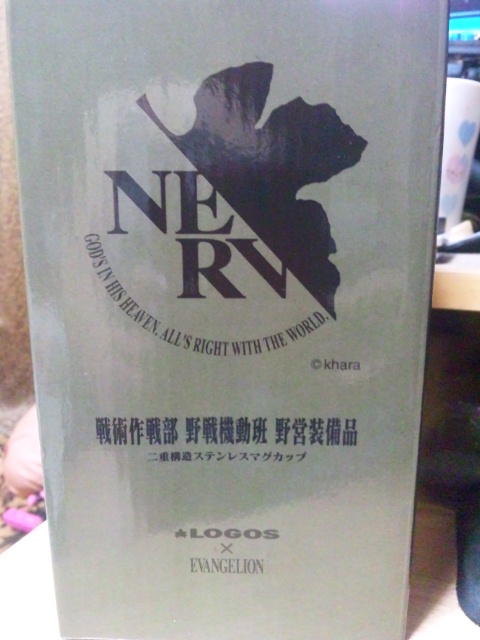 NERV
GOD'S IN HIS HEAVEN. ALL'S RIGHT WITH THE WORLD.
©khara
戦術作戦部 野戦機動班 野営装備品
二重構造ステンレスマグカップ
LOGOS
×
EVANGELION